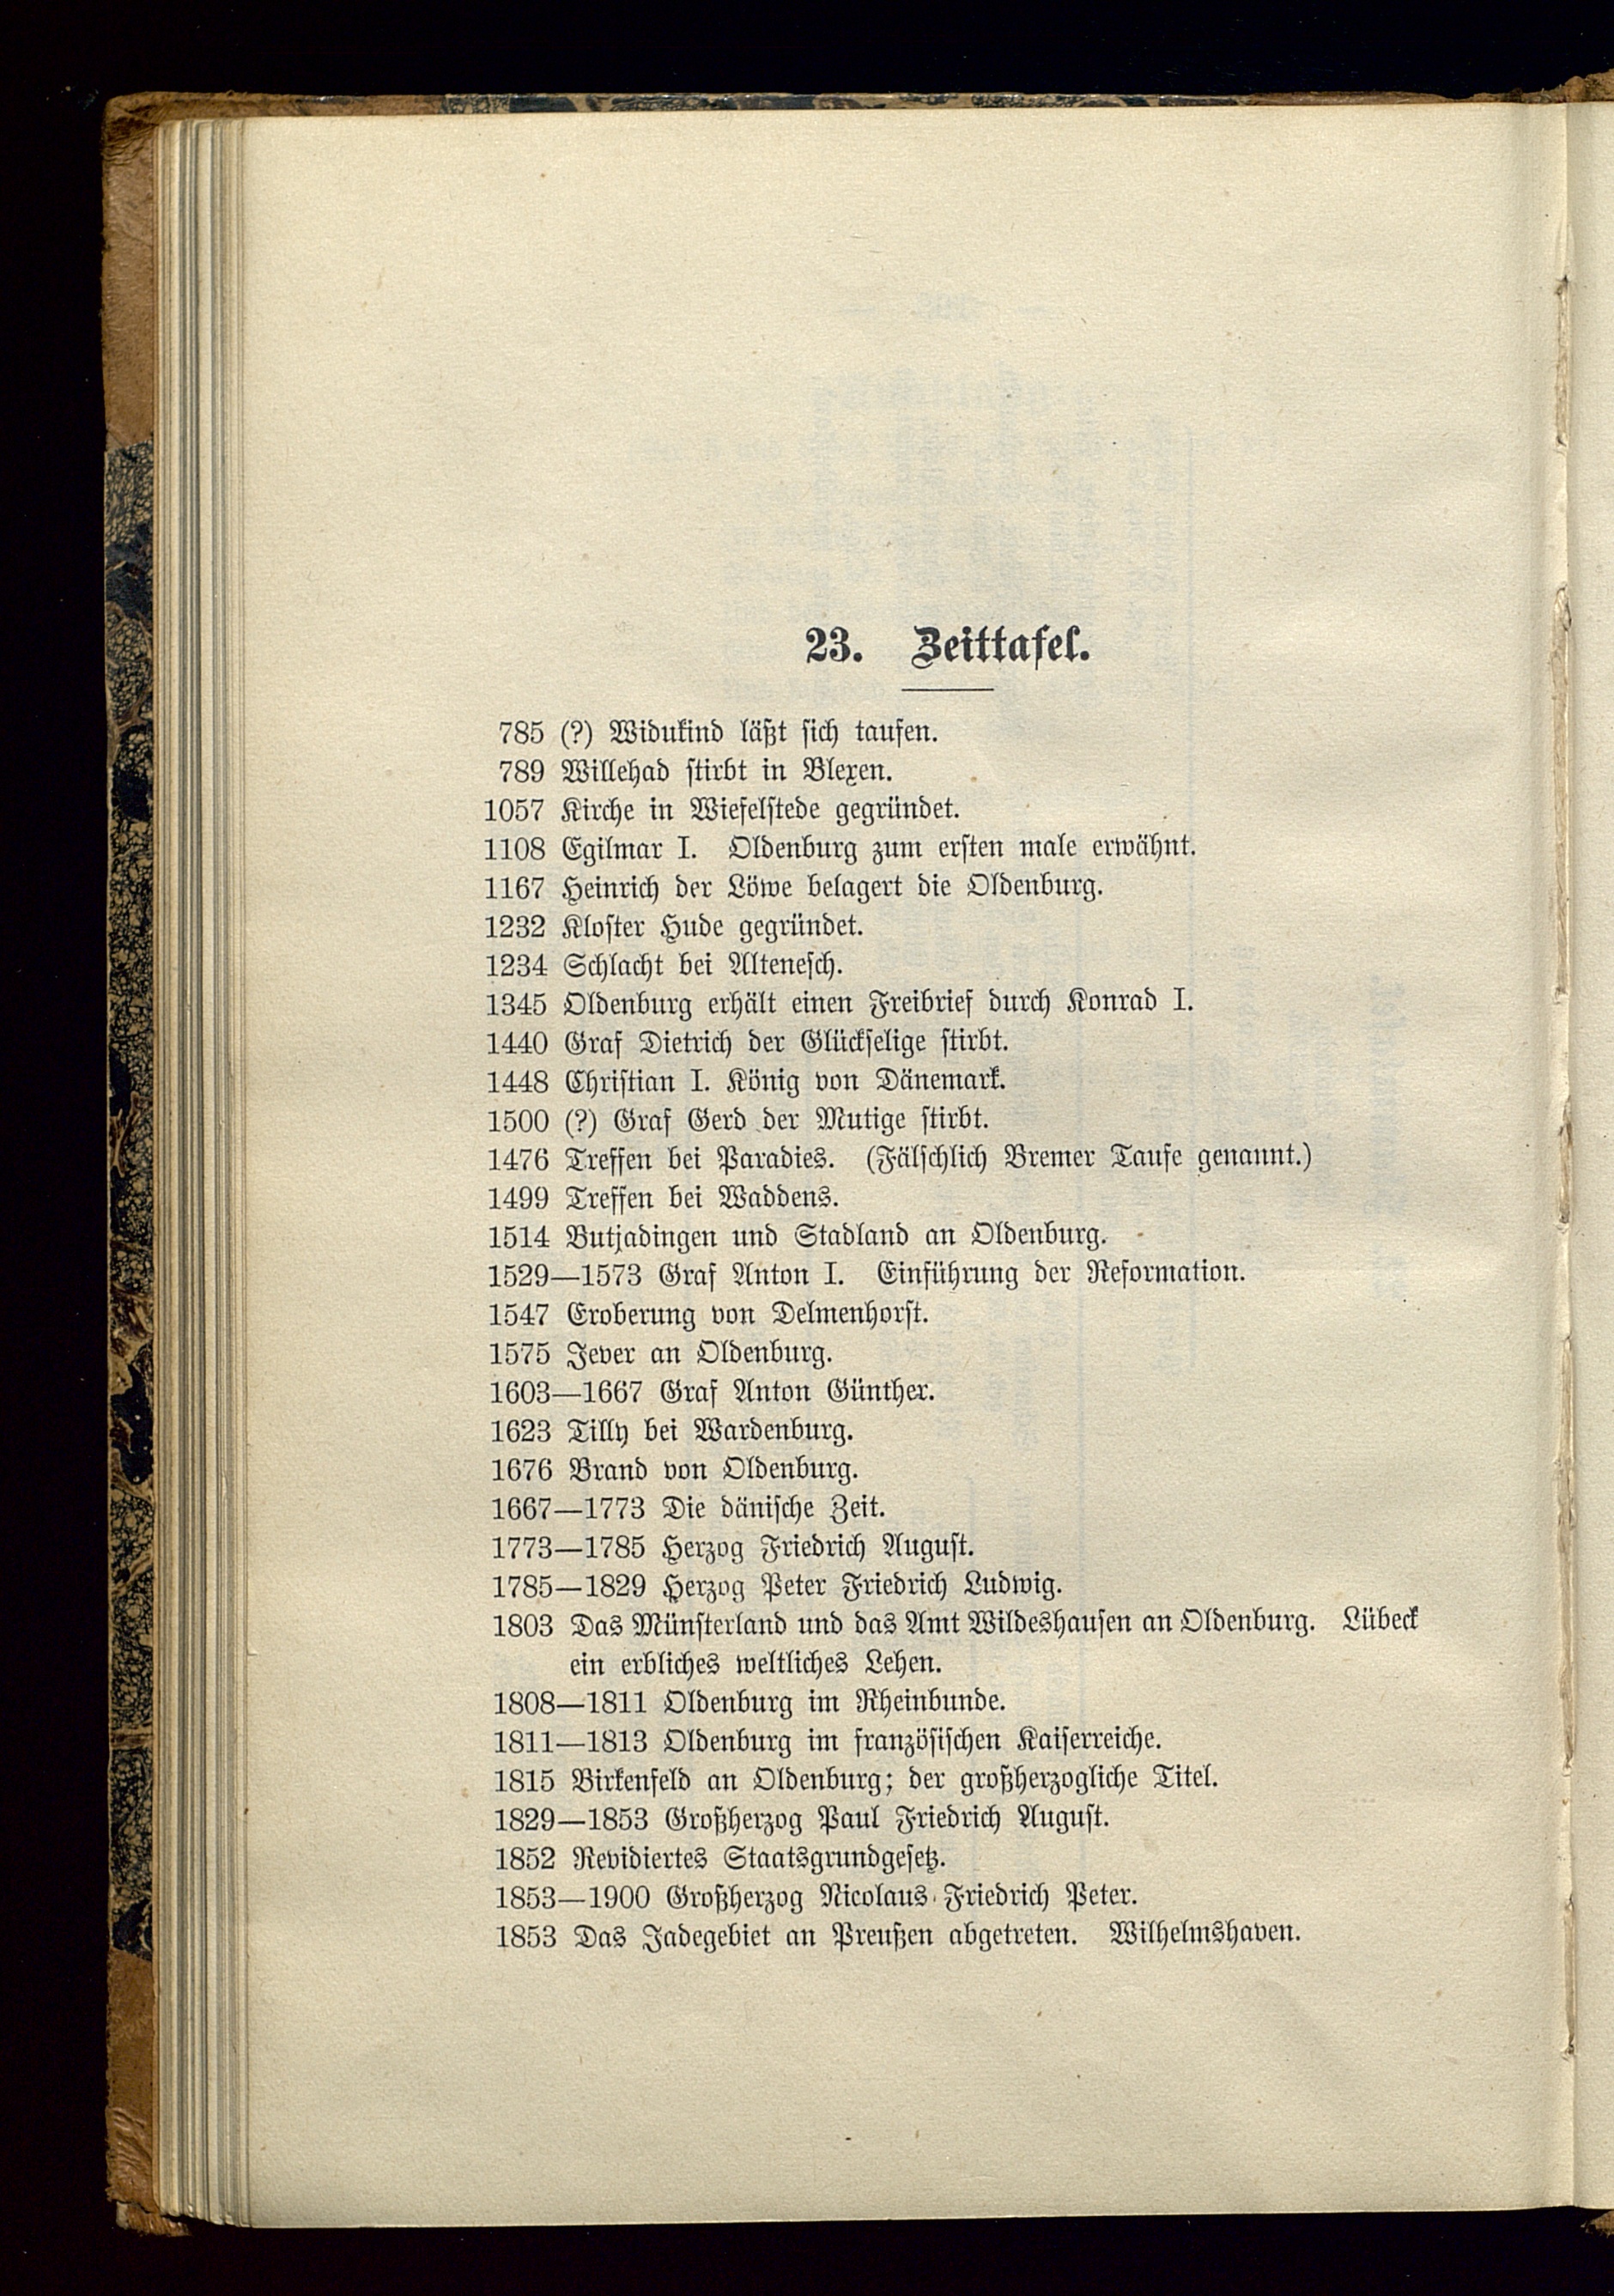 23. Zeittafel.
785 (?) Widukind läßt sich taufen.
789 Willehad stirbt in Blexen.
1057 Kirche in Wiefelstede gegründet.
1108 Egilmar I. Oldenburg zum ersten male erwähnt.
1167 Heinrich der Löwe belagert die Oldenburg.
1232 Kloster Hude gegründet.
1234 Schlacht bei Altenesch.
1345 Oldenburg erhält einen Freibrief durch Konrad I.
1440 Graf Dietrich der Glückselige stirbt.
1448 Christian I. König von Dänemark.
1500 (?) Graf Gerd der Mutige stirbt.
1476 Treffen bei Paradies. (Fälschlich Bremer Taufe genannt.)
1499 Treffen bei Waddens.
1514 Butjadingen und Stadland an Oldenburg.
1529—1573 Graf Anton I. Einführung der Reformation.
1547 Eroberung von Delmenhorst.
1575 Jever an Oldenburg.
1603—1667 Graf Anton Günther.
1623 Tilly bei Wardenburg.
1676 Brand von Oldenburg.
1667—1773 Die dänische Zeit.
1773—1785 Herzog Friedrich August.
1785—1829 Herzog Peter Friedrich Ludwig.
1803 Das Münsterland und das Amt Wildeshausen an Oldenburg. Lübeck
ein erbliches weltliches Lehen.
1808—1811 Oldenburg im Rheinbunde.
1811—1813 Oldenburg im französischen Kaiserreiche.
1815 Birkenfeld an Oldenburg; der großherzogliche Titel.
1829—1853 Großherzog Paul Friedrich August.
1852 Revidiertes Staatsgrundgesetz.
1853—1900 Großherzog Nicolaus Friedrich Peter.
1853 Das Jadegebiet an Preußen abgetreten. Wilhelmshaven.